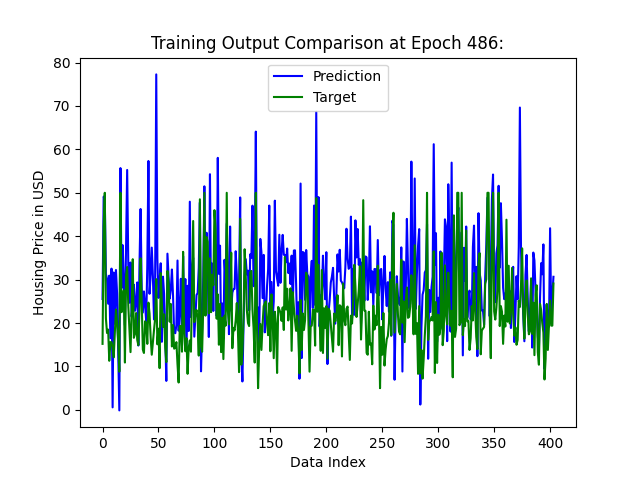 Training Output Comparison at Epoch 486:
Prediction
Target
Housing Price in USD
80
70
60
50
40
30
20
10
0
0 50 100 150 200 250 300 350 400
Data Index